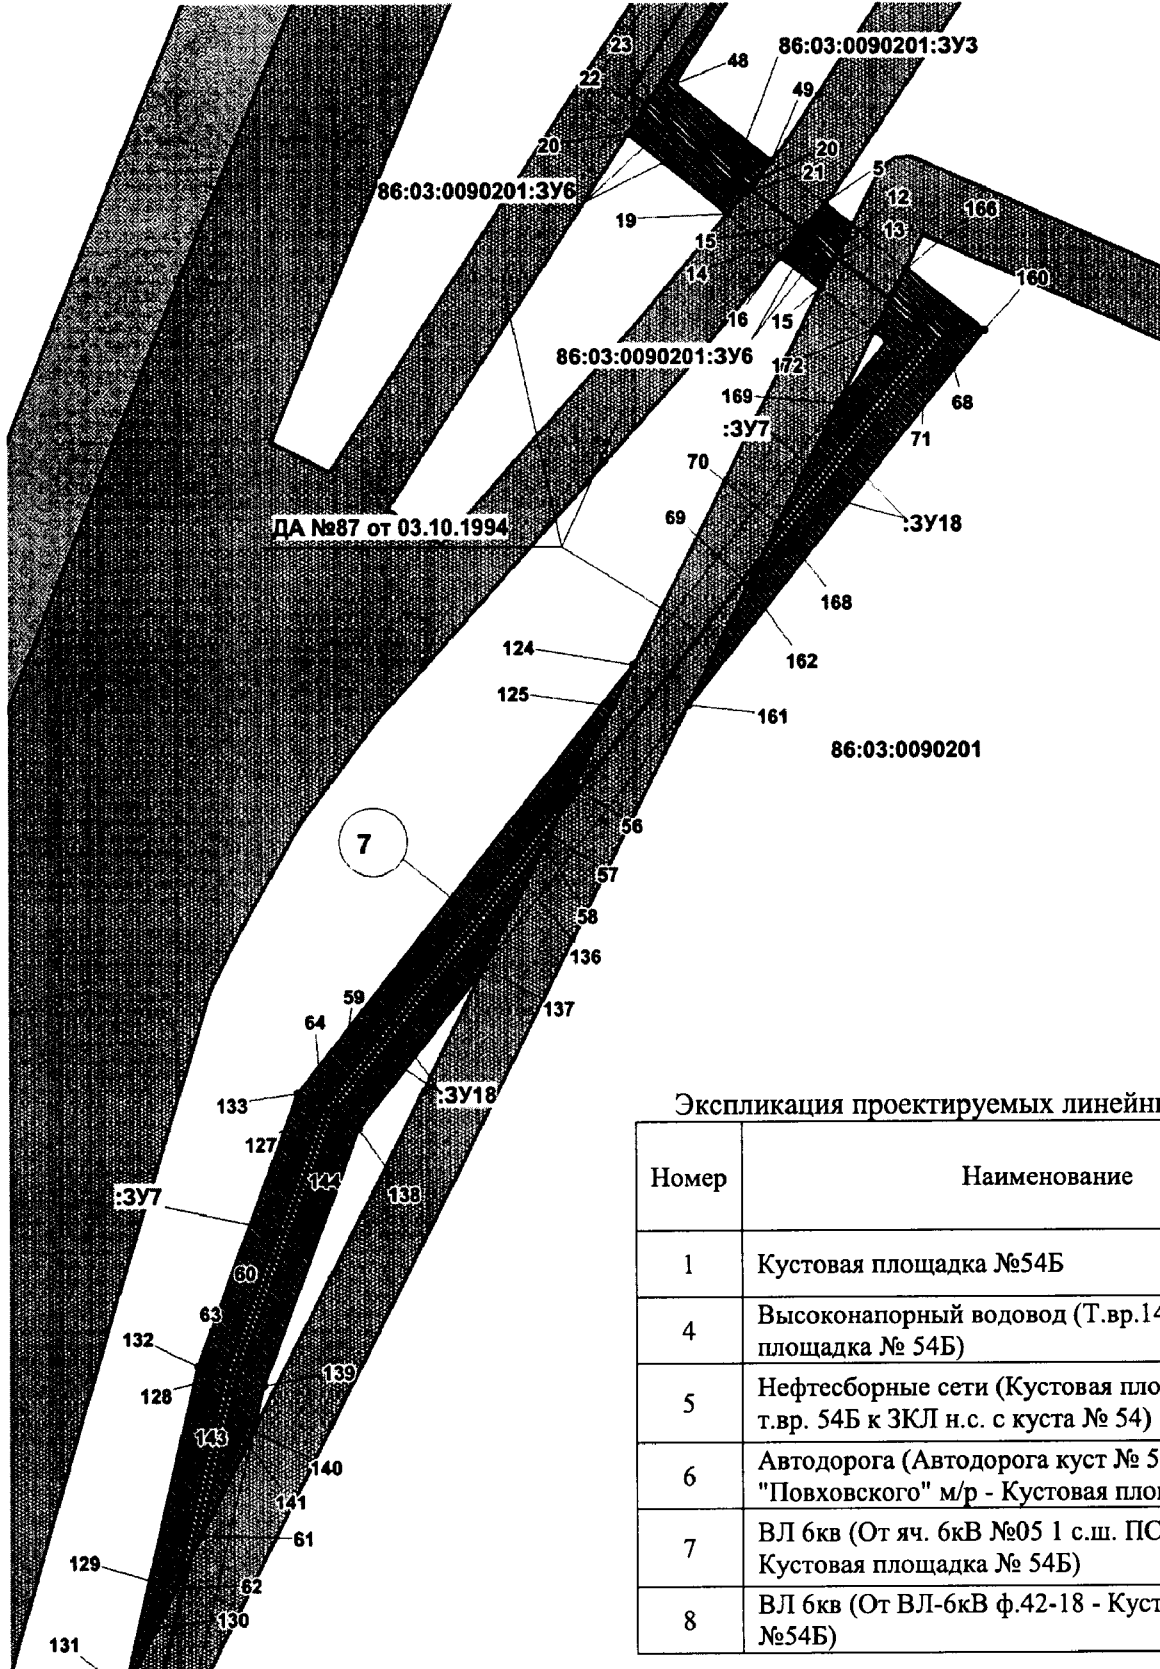 23
86:03:0090201:ЗУ3
48
22
49
20
20
21
5
86:03:0090201:ЗУ6
12
166
19
15
13
14
160
16
15
86:03:0090201:ЗУ6
172
169
68
:ЗУ7
71
70
69
:ЗУ18
ДА №87 от 03.10.1994
168
124
162
125
161
86:03:0090201
56
7
57
58
136
59
137
64
133
:ЗУ18
127
144
138
:ЗУ7
60
63
132
139
128
143
140
141
61
129
62
130
131
Экспликация проектируемых линейн
Номер
Наименование
1
Кустовая площадка №54Б
4
Высоконапорный водовод (Т.вр.14
площадка № 54Б)
5
Нефтесборные сети (Кустовая пло
т.вр. 54Б к ЗКЛ н.с. с куста № 54)
6
Автодорога (Автодорога куст № 5
"Повховского" м/р - Кустовая пло
7
ВЛ 6кв (От яч. 6кВ №05 1 с.ш. ПС
Кустовая площадка № 54Б)
8
ВЛ 6кв (От ВЛ-6кВ ф.42-18 - Куст
№54Б)